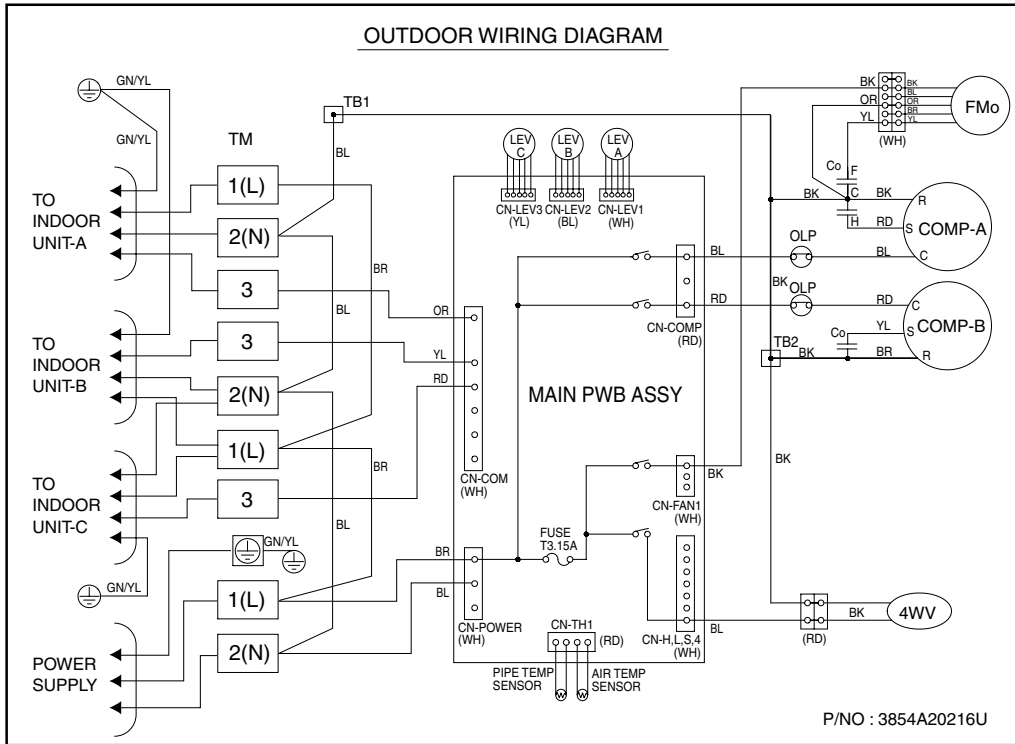 OUTDOOR WIRING DIAGRAM
GN/YL
GN/YL
TO
INDOOR
UNIT-A
TO
INDOOR
UNIT-B
TO
INDOOR
UNIT-C
GN/YL
POWER
SUPPLY
TM
1(L)
2(N)
3
3
2(N)
1(L)
3
GN/YL
1(L)
2(N)
TB1
BL
BR
BL
BR
BL
OR
YL
RD
BR
BL
LEV
C
LEV
B
LEV
A
CN-LEV3
(YL)
CN-LEV2
(BL)
CN-LEV1
(WH)
CN-COMP
(RD)
MAIN PWB ASSY
CN-COM
(WH)
CN-FAN1
(WH)
FUSE
T3.15A
CN-POWER
(WH)
CN-TH1
(RD)
CN-H,L,S,4
(WH)
PIPE TEMP
SENSOR
AIR TEMP
SENSOR
BK
OR
YL
BK
BL
OR
BR
YL
(WH)
FMo
Co
F
C
H
BK
BK
R
RD
S
COMP-A
BL
OLP
BL
C
BK
RD
OLP
RD
C
Co
YL
S
COMP-B
TB2
BK
BR
R
BK
BK
BL
(RD)
BK
4WV
P/NO : 3854A20216U